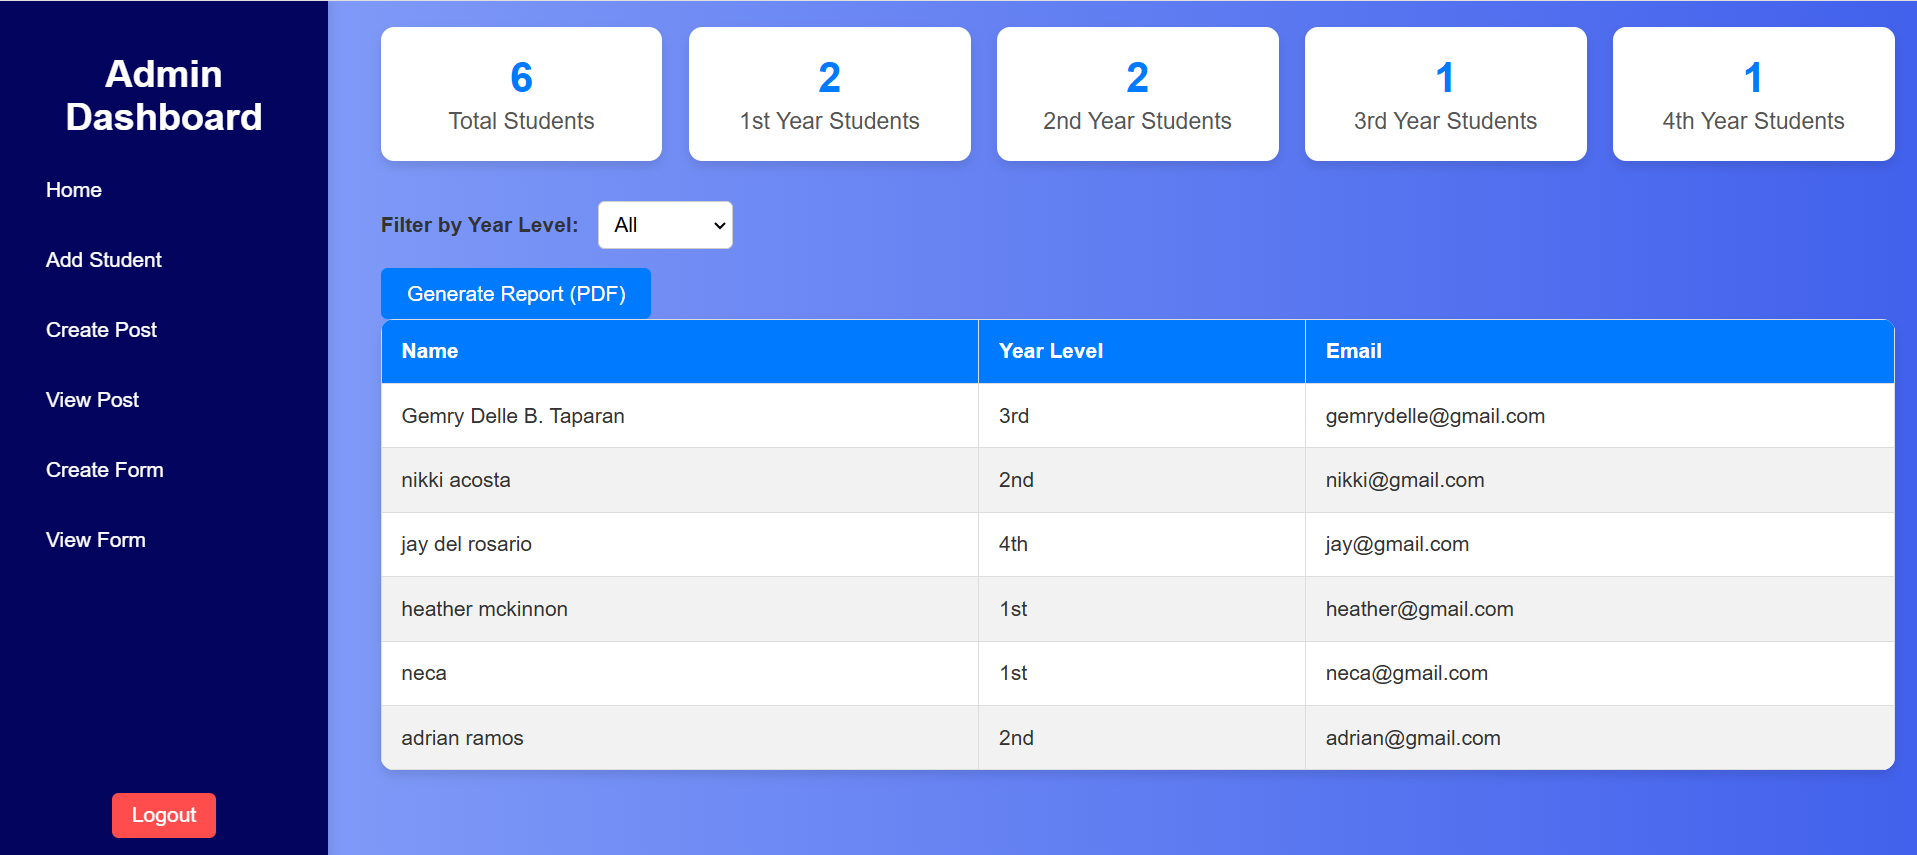 Admin
Dashboard
Home
Add Student
Create Post
View Post
Create Form
View Form
Logout
6
Total Students
2
1st Year Students
2
2nd Year Students
1
3rd Year Students
1
4th Year Students
Filter by Year Level: All
Generate Report (PDF)
Name Year Level Email
Gemry Delle B. Taparan 3rd gemrydelle@gmail.com
nikki acosta 2nd nikki@gmail.com
jay del rosario 4th jay@gmail.com
heather mckinnon 1st heather@gmail.com
neca 1st neca@gmail.com
adrian ramos 2nd adrian@gmail.com